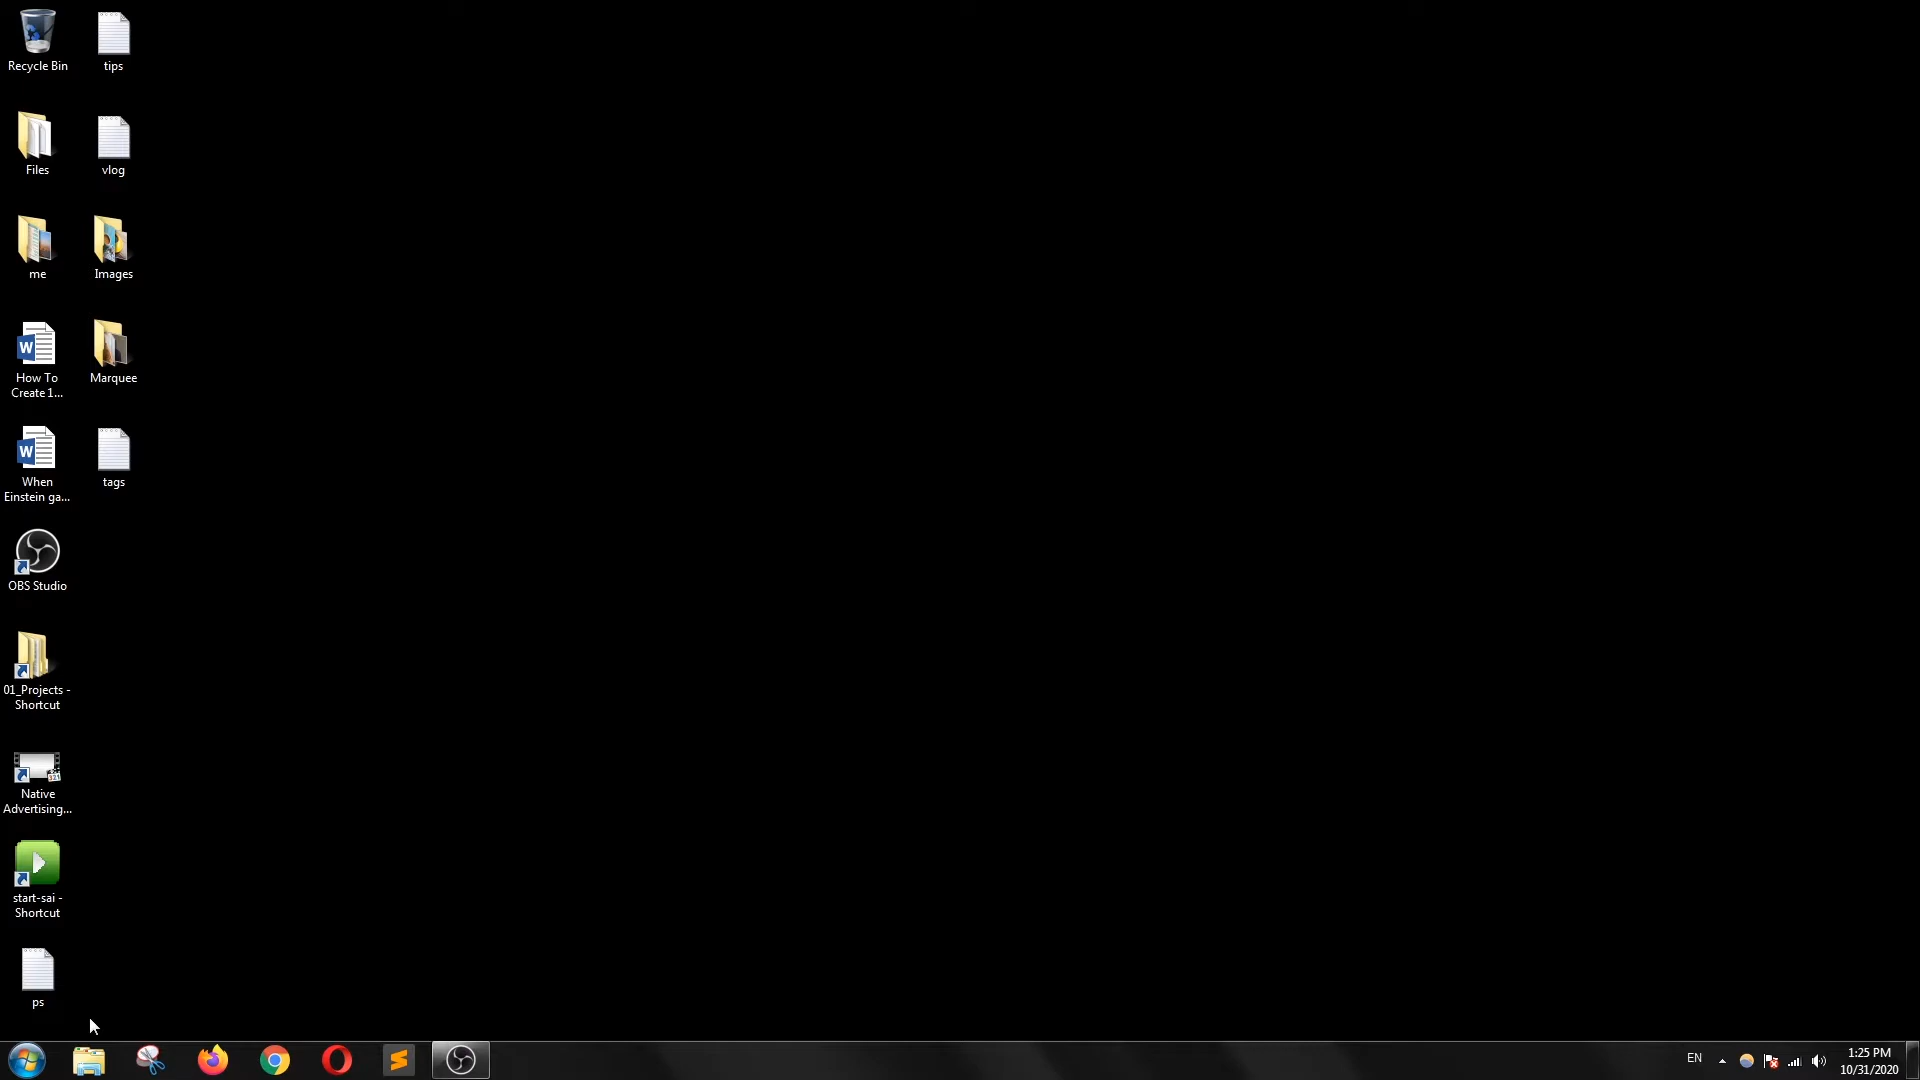 Recycle Bin
tips
Files
vlog
me
Images
How To
Create 1...
Marquee
When
Einstein ga...
tags
OBS Studio
01_Projects -
Shortcut
Native
Advertising...
start-sai -
Shortcut
ps
EN
1:25 PM
10/31/2020